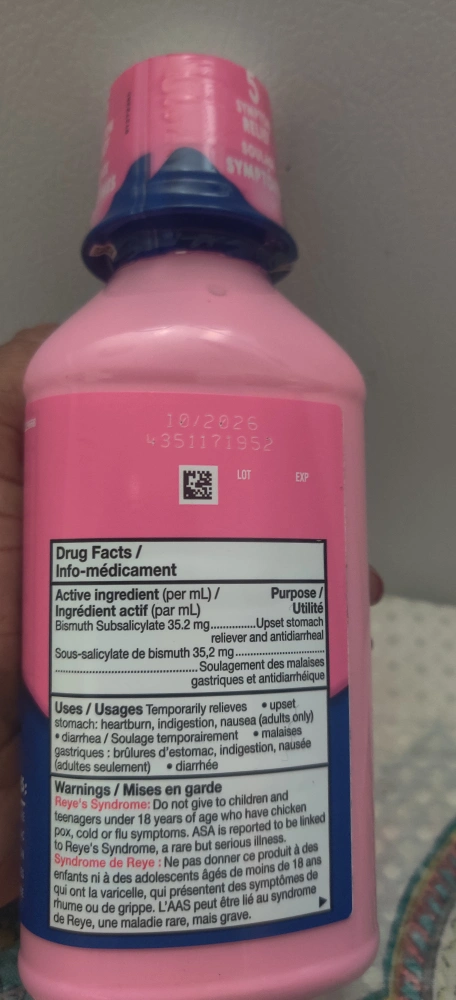 5
SYMPTOM
RELIEF
10/2026
4351171952
LOT EXP
Drug Facts /
Info-médicament
Active ingredient (per mL) / Purpose /
Ingrédient actif (par mL) Utilité
Bismuth Subsalicylate 35.2 mg..............Upset stomach
reliever and antidiarrheal
Sous-salicylate de bismuth 35,2 mg...........................
........................................... Soulagement des malaises
gastriques et antidiarrhéique
Uses / Usages Temporarily relieves • upset
stomach: heartburn, indigestion, nausea (adults only)
• diarrhea / Soulage temporairement • malaises
gastriques : brûlures d'estomac, indigestion, nausée
(adultes seulement) • diarrhée
Warnings / Mises en garde
Reye's Syndrome: Do not give to children and
teenagers under 18 years of age who have chicken
pox, cold or flu symptoms. ASA is reported to be linked
to Reye's Syndrome, a rare but serious illness.
Syndrome de Reye : Ne pas donner ce produit à des
enfants ni à des adolescents âgés de moins de 18 ans
qui ont la varicelle, qui présentent des symptômes de
rhume ou de grippe. L'AAS peut être lié au syndrome
de Reye, une maladie rare, mais grave.